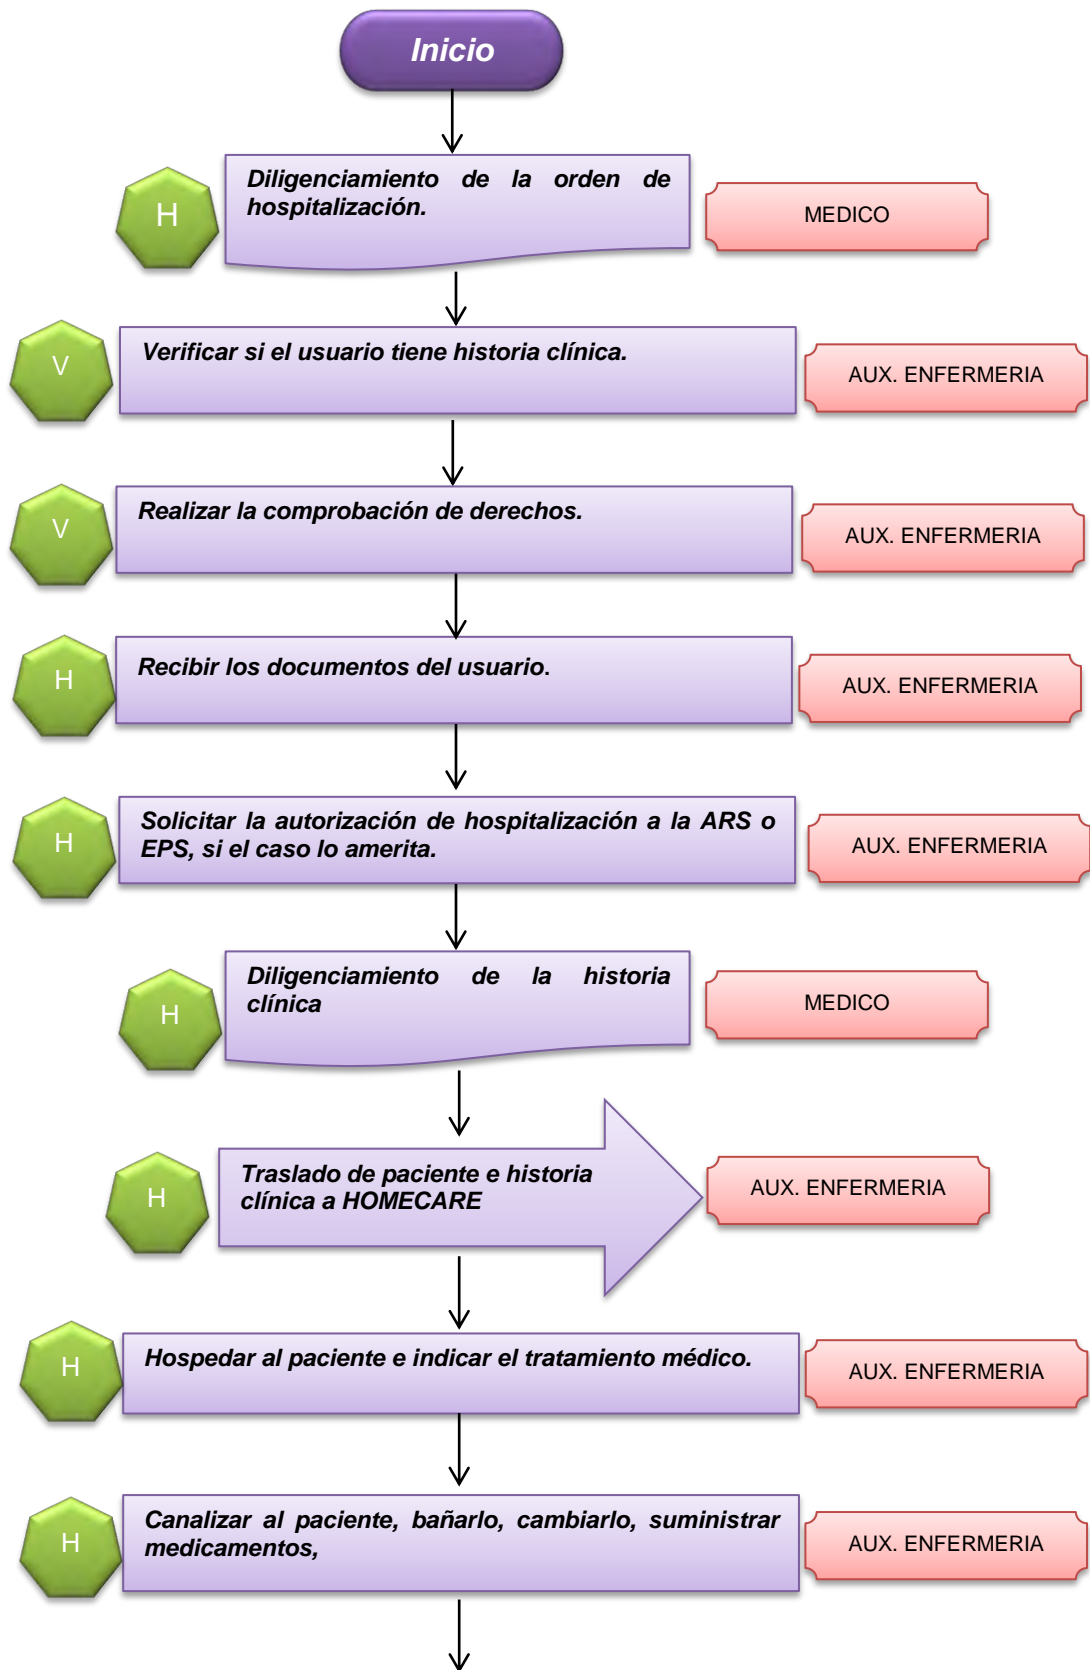 Inicio
H
Diligenciamiento de la orden de
hospitalización.
MEDICO
V
Verificar si el usuario tiene historia clínica.
AUX. ENFERMERIA
V
Realizar la comprobación de derechos.
AUX. ENFERMERIA
H
Recibir los documentos del usuario.
AUX. ENFERMERIA
H
Solicitar la autorización de hospitalización a la ARS o
EPS, si el caso lo amerita.
AUX. ENFERMERIA
H
Diligenciamiento de la historia
clínica
MEDICO
H
Traslado de paciente e historia
clínica a HOMECARE
AUX. ENFERMERIA
H
Hospedar al paciente e indicar el tratamiento médico.
AUX. ENFERMERIA
H
Canalizar al paciente, bañarlo, cambiarlo, suministrar
medicamentos,
AUX. ENFERMERIA